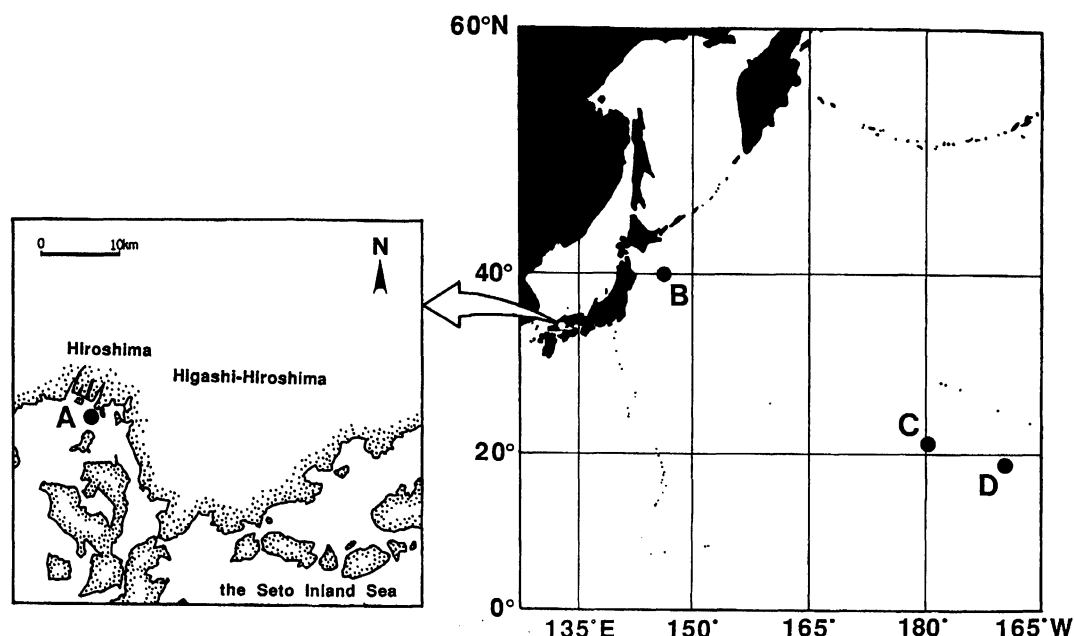 0 10km
N
Hiroshima
Higashi-Hiroshima
A
the Seto Inland Sea
60°N
40°
B
C
20°
D
0°
135°E 150° 165° 180° 165°W